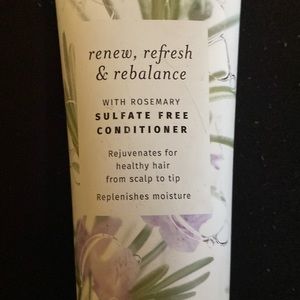 renew, refresh
& rebalance
WITH ROSEMARY
SULFATE FREE
CONDITIONER
Rejuvenates for
healthy hair
from scalp to tip
Replenishes moisture